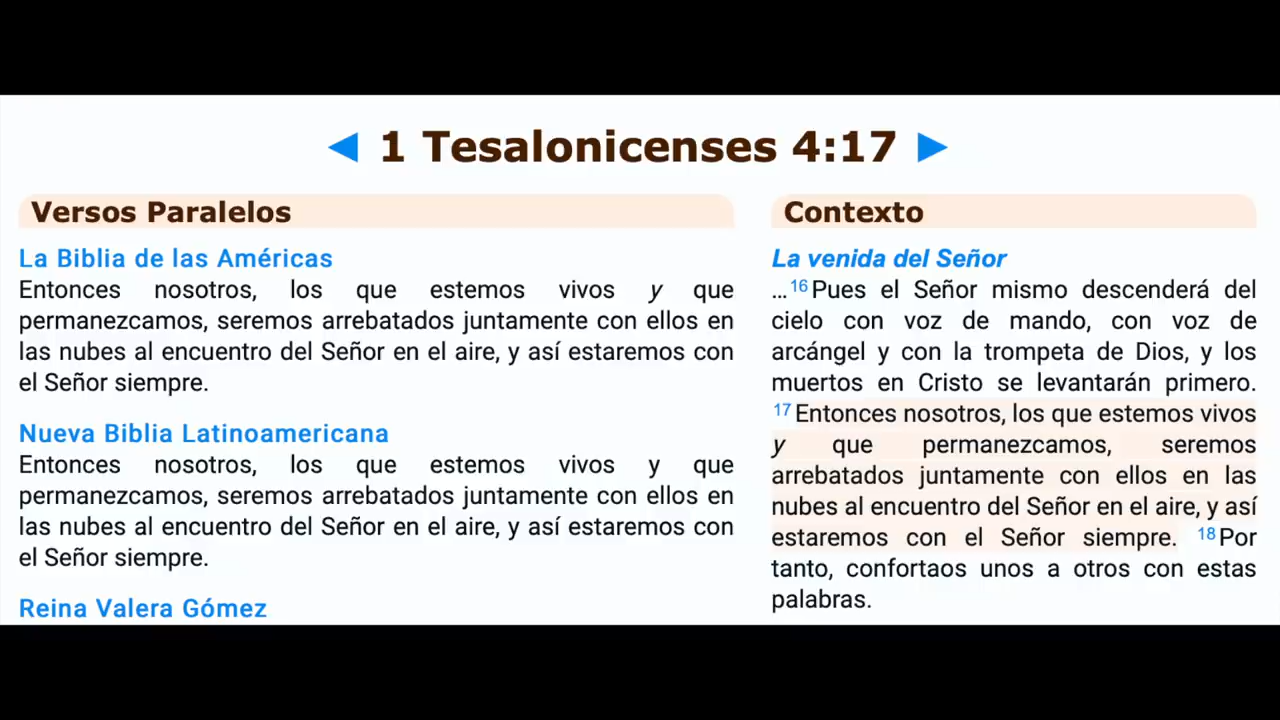 1 Tesalonicenses 4:17
Versos Paralelos
La Biblia de las Américas
Entonces nosotros, los que estemos vivos y que
permanezcamos, seremos arrebatados juntamente con ellos en
las nubes al encuentro del Señor en el aire, y así estaremos con
el Señor siempre.
Nueva Biblia Latinoamericana
Entonces nosotros, los que estemos vivos y que
permanezcamos, seremos arrebatados juntamente con ellos en
las nubes al encuentro del Señor en el aire, y así estaremos con
el Señor siempre.
Reina Valera Gómez
Contexto
La venida del Señor
…16 Pues el Señor mismo descenderá del
cielo con voz de mando, con voz de
arcángel y con la trompeta de Dios, y los
muertos en Cristo se levantarán primero.
17 Entonces nosotros, los que estemos vivos
y que permanezcamos, seremos
arrebatados juntamente con ellos en las
nubes al encuentro del Señor en el aire, y así
estaremos con el Señor siempre. 18 Por
tanto, confortaos unos a otros con estas
palabras.